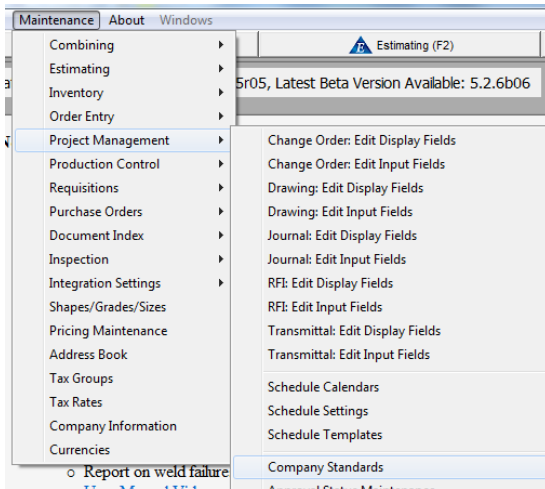 Maintenance About Windows
Estimating (F2)
5r05, Latest Beta Version Available: 5.2.6b06
Combining
Estimating
Inventory
Order Entry
Project Management
Production Control
Requisitions
Purchase Orders
Document Index
Inspection
Integration Settings
Shapes/Grades/Sizes
Pricing Maintenance
Address Book
Tax Groups
Tax Rates
Company Information
Currencies
Change Order: Edit Display Fields
Change Order: Edit Input Fields
Drawing: Edit Display Fields
Drawing: Edit Input Fields
Journal: Edit Display Fields
Journal: Edit Input Fields
RFI: Edit Display Fields
RFI: Edit Input Fields
Transmittal: Edit Display Fields
Transmittal: Edit Input Fields
Schedule Calendars
Schedule Settings
Schedule Templates
Company Standards
Approval Status Maintenance
Report on weld failure